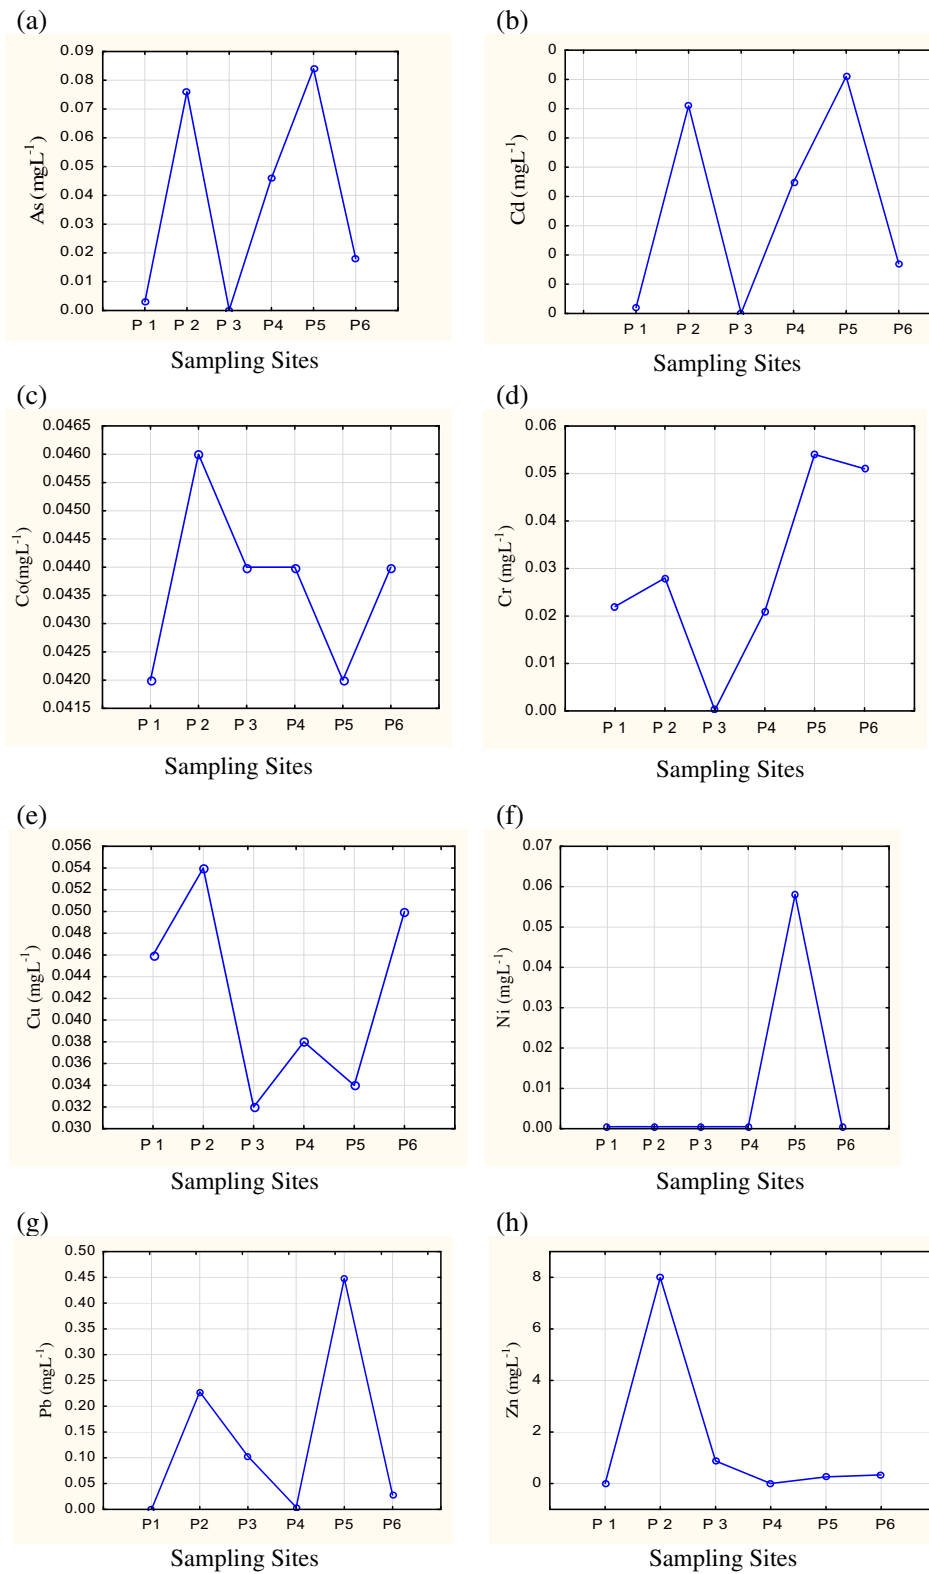 (a)
0.09
0.08
0.07
0.06
0.05
0.04
0.03
0.02
0.01
0.00
As (mgL-1)
P 1 P 2 P 3 P4 P5 P6
Sampling Sites
(b)
0
0
0
0
0
0
0
0
0
0
Cd (mgL-1)
P 1 P 2 P 3 P4 P5 P6
Sampling Sites
(c)
0.0465
0.0460
0.0455
0.0450
0.0445
0.0440
0.0435
0.0430
0.0425
0.0420
0.0415
Co(mgL-1)
P 1 P 2 P 3 P4 P5 P6
Sampling Sites
(d)
0.06
0.05
0.04
0.03
0.02
0.01
0.00
Cr (mgL-1)
P 1 P 2 P 3 P4 P5 P6
Sampling Sites
(e)
0.056
0.054
0.052
0.050
0.048
0.046
0.044
0.042
0.040
0.038
0.036
0.034
0.032
0.030
Cu (mgL-1)
P 1 P 2 P 3 P4 P5 P6
Sampling Sites
(f)
0.07
0.06
0.05
0.04
0.03
0.02
0.01
0.00
Ni (mgL-1)
P 1 P 2 P 3 P4 P5 P6
Sampling Sites
(g)
0.50
0.45
0.40
0.35
0.30
0.25
0.20
0.15
0.10
0.05
0.00
Pb (mgL-1)
P1 P2 P3 P4 P5 P6
Sampling Sites
(h)
8
6
4
2
0
Zn (mgL-1)
P 1 P 2 P 3 P4 P5 P6
Sampling Sites